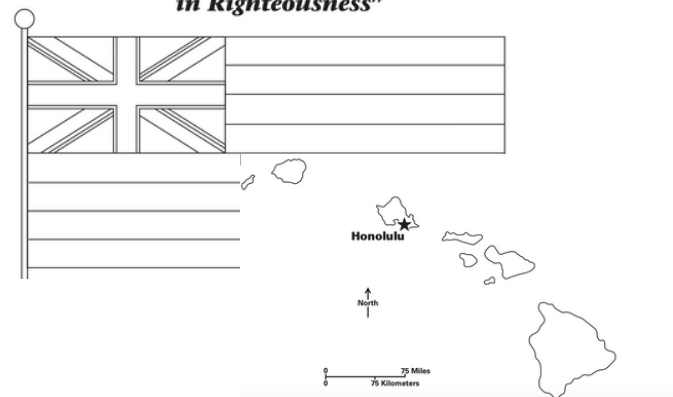 in Righteousness”
Honolulu
North
0 75 Miles
0 75 Kilometers